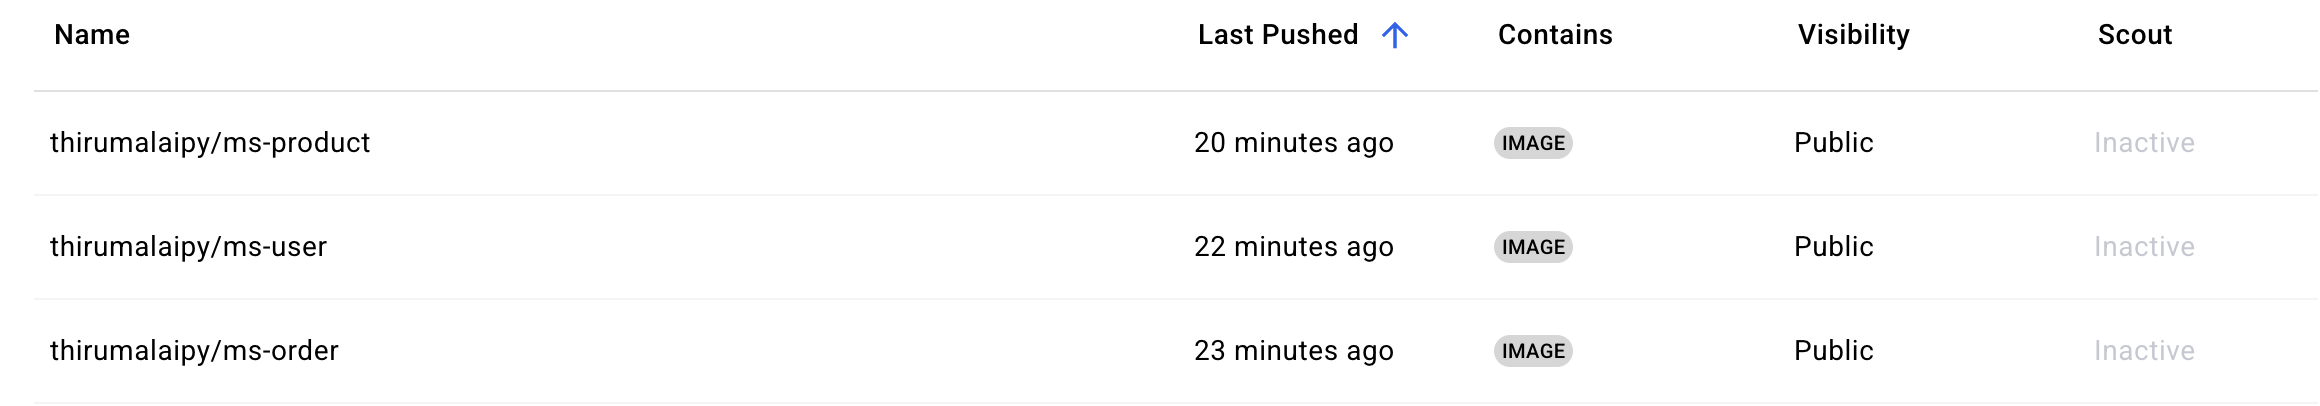 Name Last Pushed Contains Visibility Scout
thirumalaipy/ms-product 20 minutes ago IMAGE Public Inactive
thirumalaipy/ms-user 22 minutes ago IMAGE Public Inactive
thirumalaipy/ms-order 23 minutes ago IMAGE Public Inactive